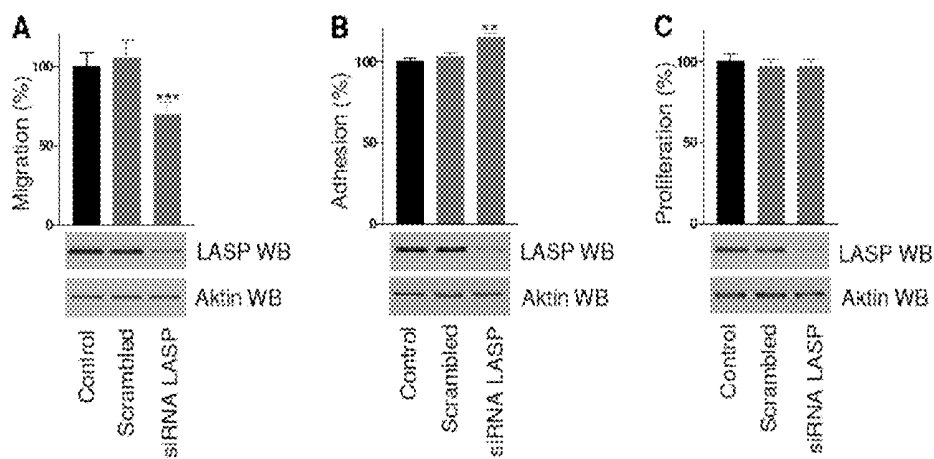 A
Migration (%)
100
50
0
***
LASP WB
Aktin WB
Control
Scrambled
siRNA LASP
B
Adhesion (%)
100
50
0
**
LASP WB
Aktin WB
Control
Scrambled
siRNA LASP
C
Proliferation (%)
100
50
0
LASP WB
Aktin WB
Control
Scrambled
siRNA LASP